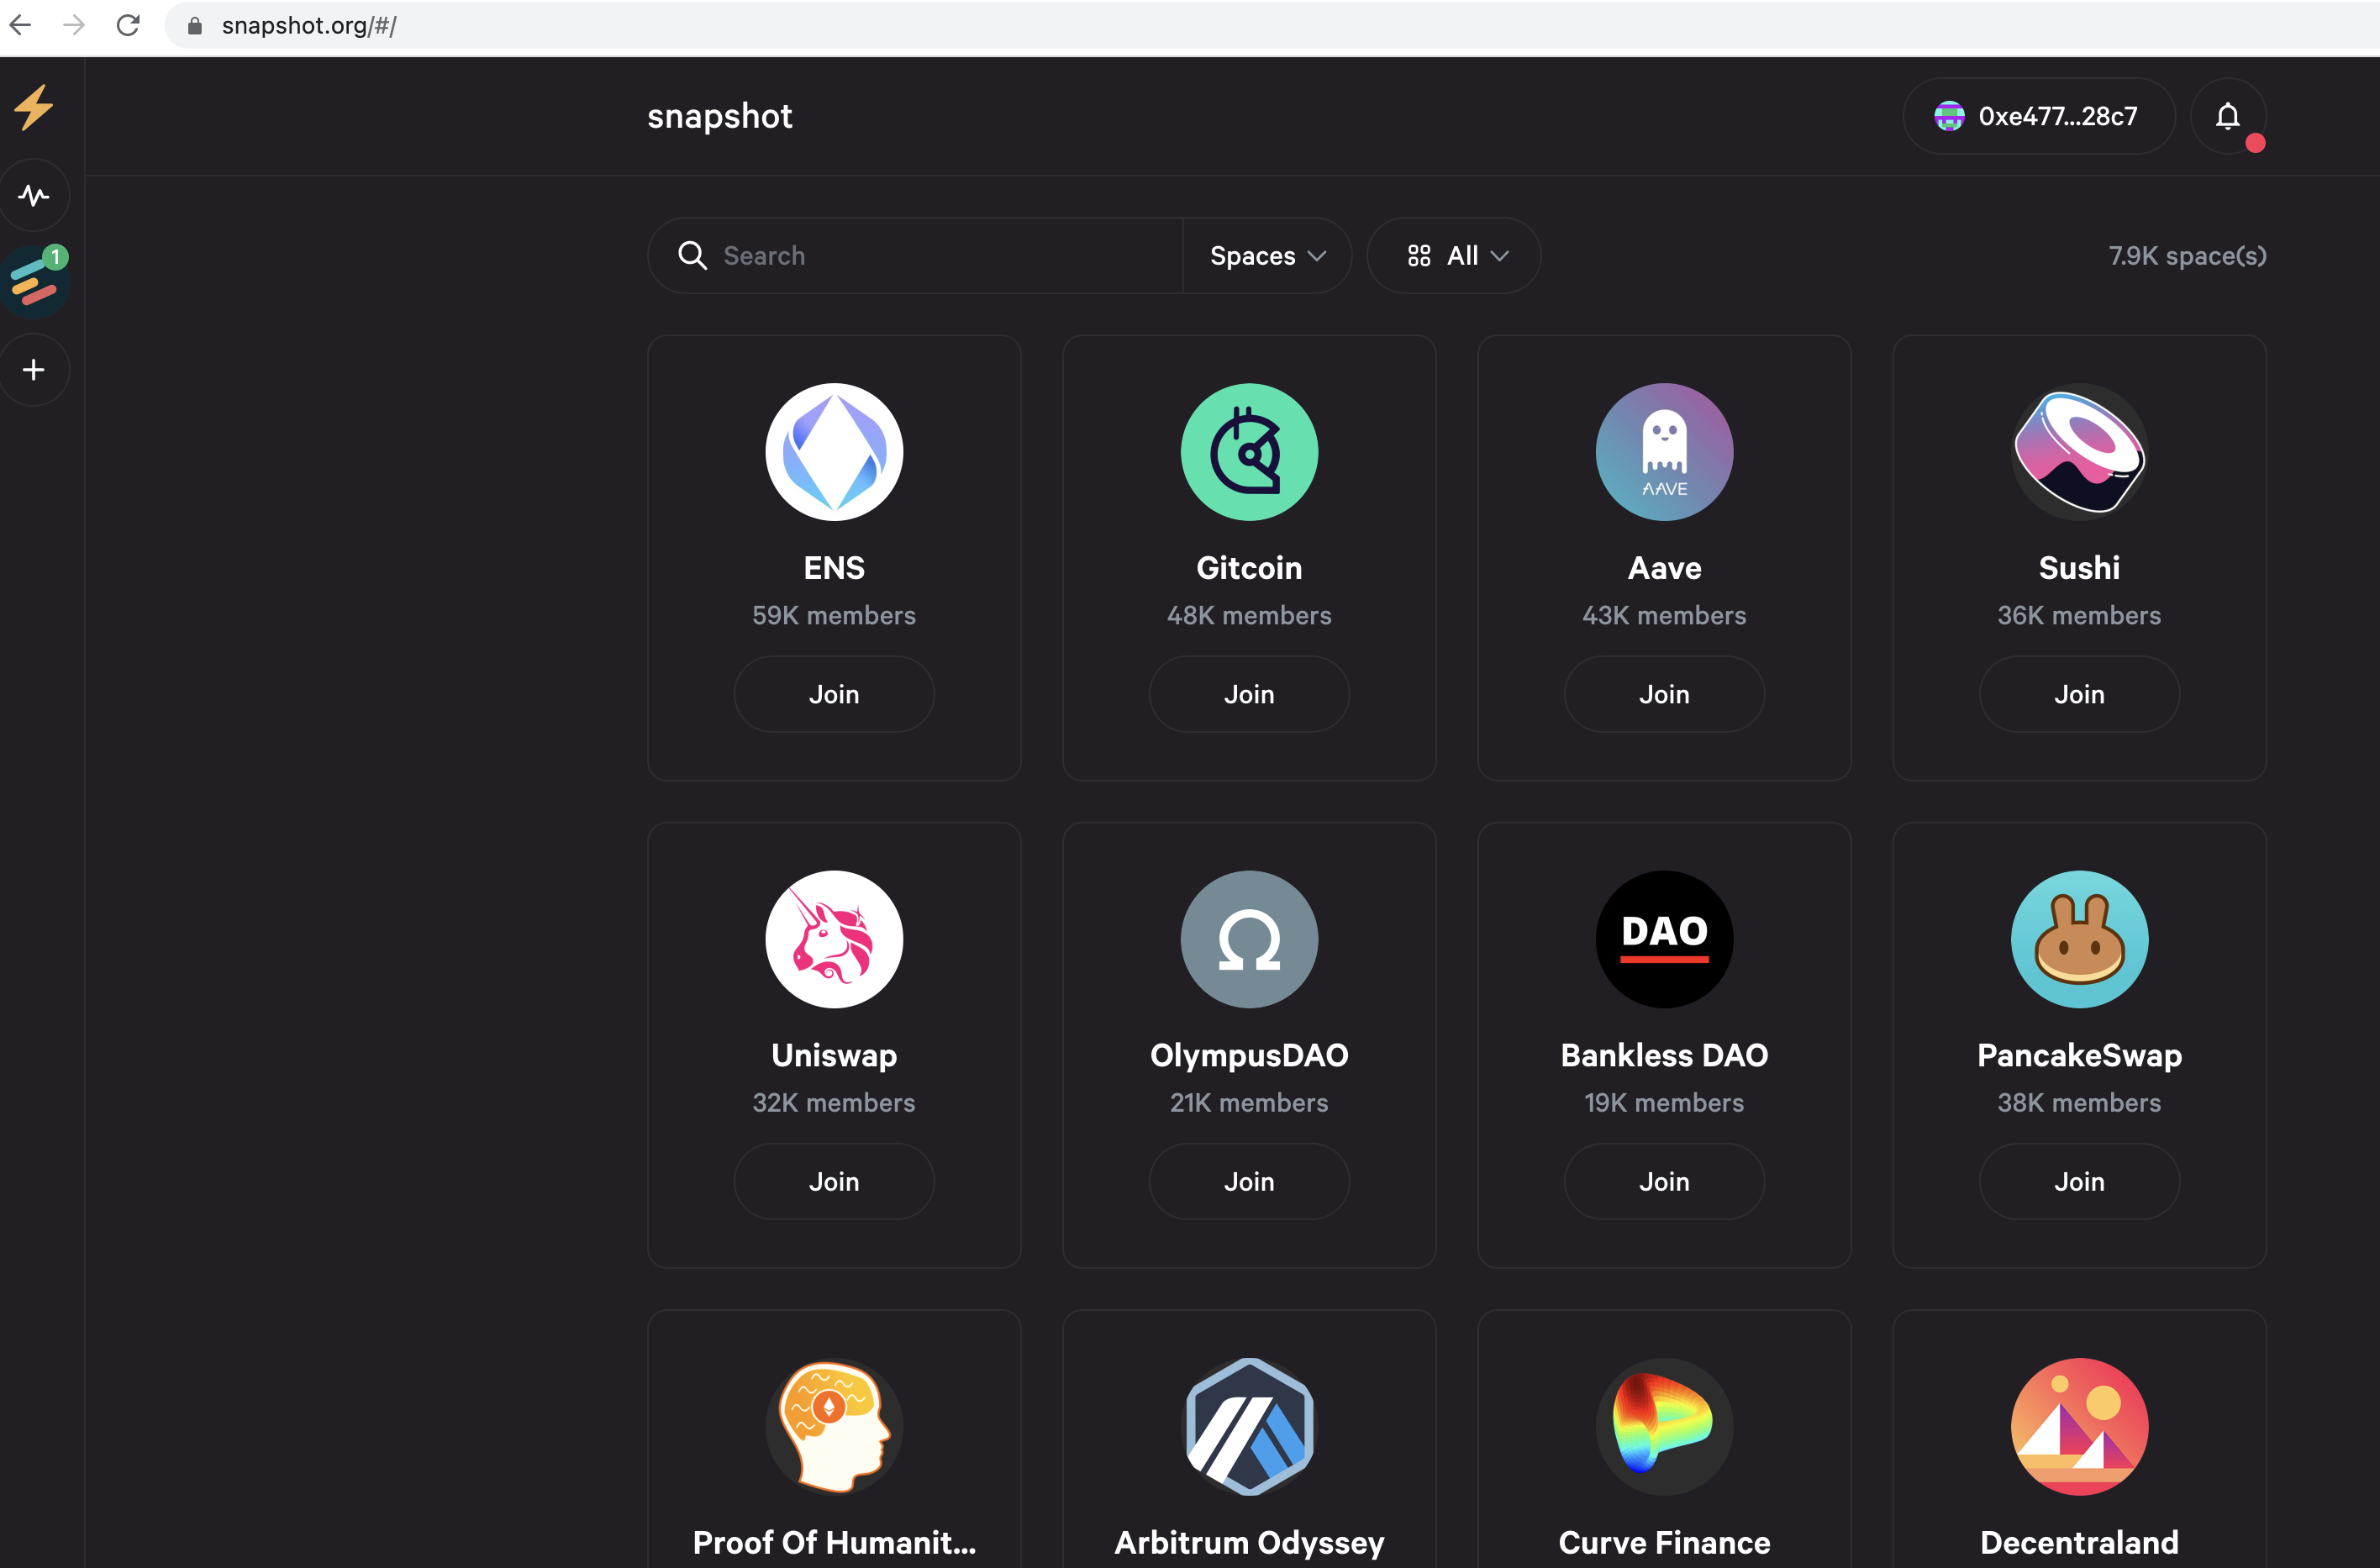 snapshot.org/#/
snapshot
0xe477...28c7
1
Search
Spaces
All
7.9K space(s)
AAVE
ENS
Gitcoin
Aave
Sushi
59K members
48K members
43K members
36K members
Join
Join
Join
Join
Ω
DAO
Uniswap
OlympusDAO
Bankless DAO
PancakeSwap
32K members
21K members
19K members
38K members
Join
Join
Join
Join
Proof Of Humanit...
Arbitrum Odyssey
Curve Finance
Decentraland